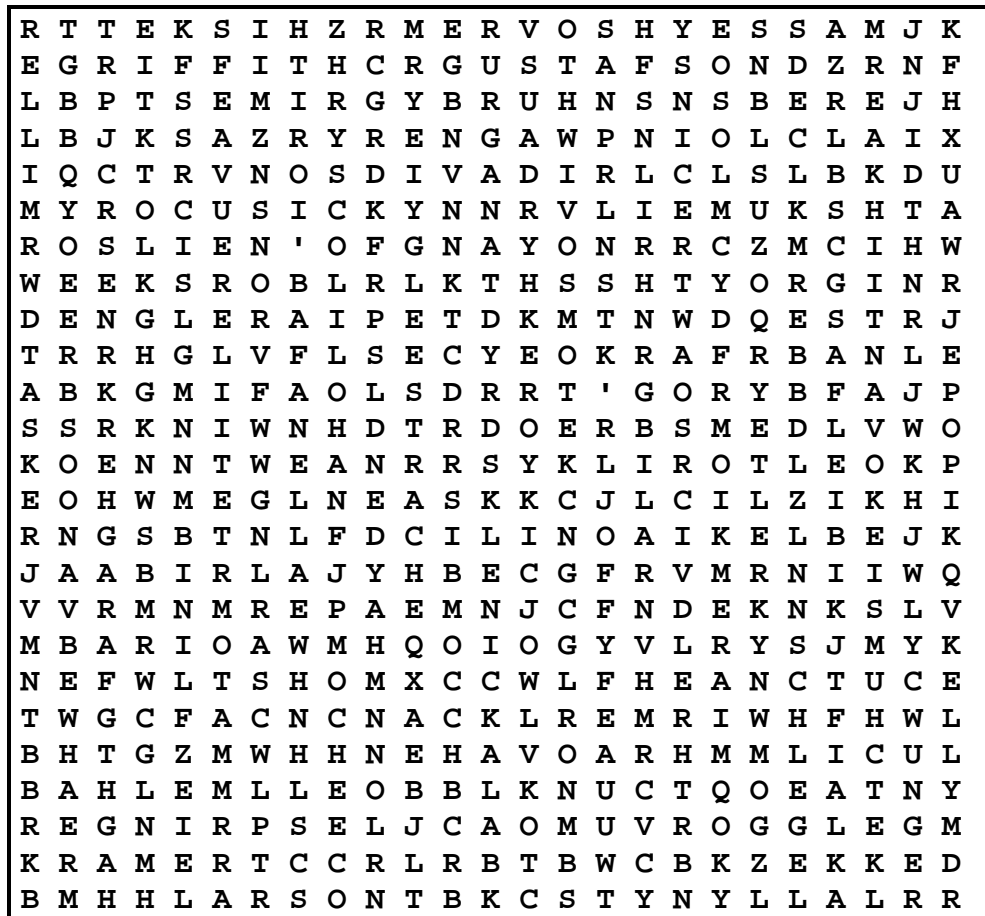 R T T E K S I H Z R M E R V O S H Y E S S A M J K
E G R I F F I T H C R G U S T A F S O N D Z R N F
L B P T S E M I R G Y B R U H N S N S B E R E J H
L B J K S A Z R Y R E N G A W P N I O L C L A I X
I Q C T R V N O S D I V A D I R L C L S L B K D U
M Y R O C U S I C K Y N N R V L I E M U K S H T A
R O S L I E N ' O F G N A Y O N R R C Z M C I H W
W E E K S R O B L R L K T H S S H T Y O R G I N R
D E N G L E R A I P E T D K M T N W D Q E S T R J
T R R H G L V F L S E C Y E O K R A F R B A N L E
A B K G M I F A O L S D R R T ' G O R Y B F A J P
S S R K N I W N H D T R D O E R B S M E D L V W O
K O E N N T W E A N R R S Y K L I R O T L E O K P
E O H W M E G L N E A S K K C J L C I L Z I K H I
R N G S B T N L F D C I L I N O A I K E L B E J K
J A A B I R L A J Y H B E C G F R V M R N I I W Q
V V R M N M R E P A E M N J C F N D E K N K S L V
M B A R I O A W M H Q O I O G Y V L R Y S J M Y K
N E F W L T S H O M X C C W L F H E A N C T U C E
T W G C F A C N C N A C K L R E M R I W H F H W L
B H T G Z M W H H N E H A V O A R H M M L I C U L
B A H L E M L L E O B B L K N U C T Q O E A T N Y
R E G N I R P S E L J C A O M U V R O G G L E G M
K R A M E R T C C R L R B T B W C B K Z E K K E D
B M H H L A R S O N T B K C S T Y N Y L L A L R R